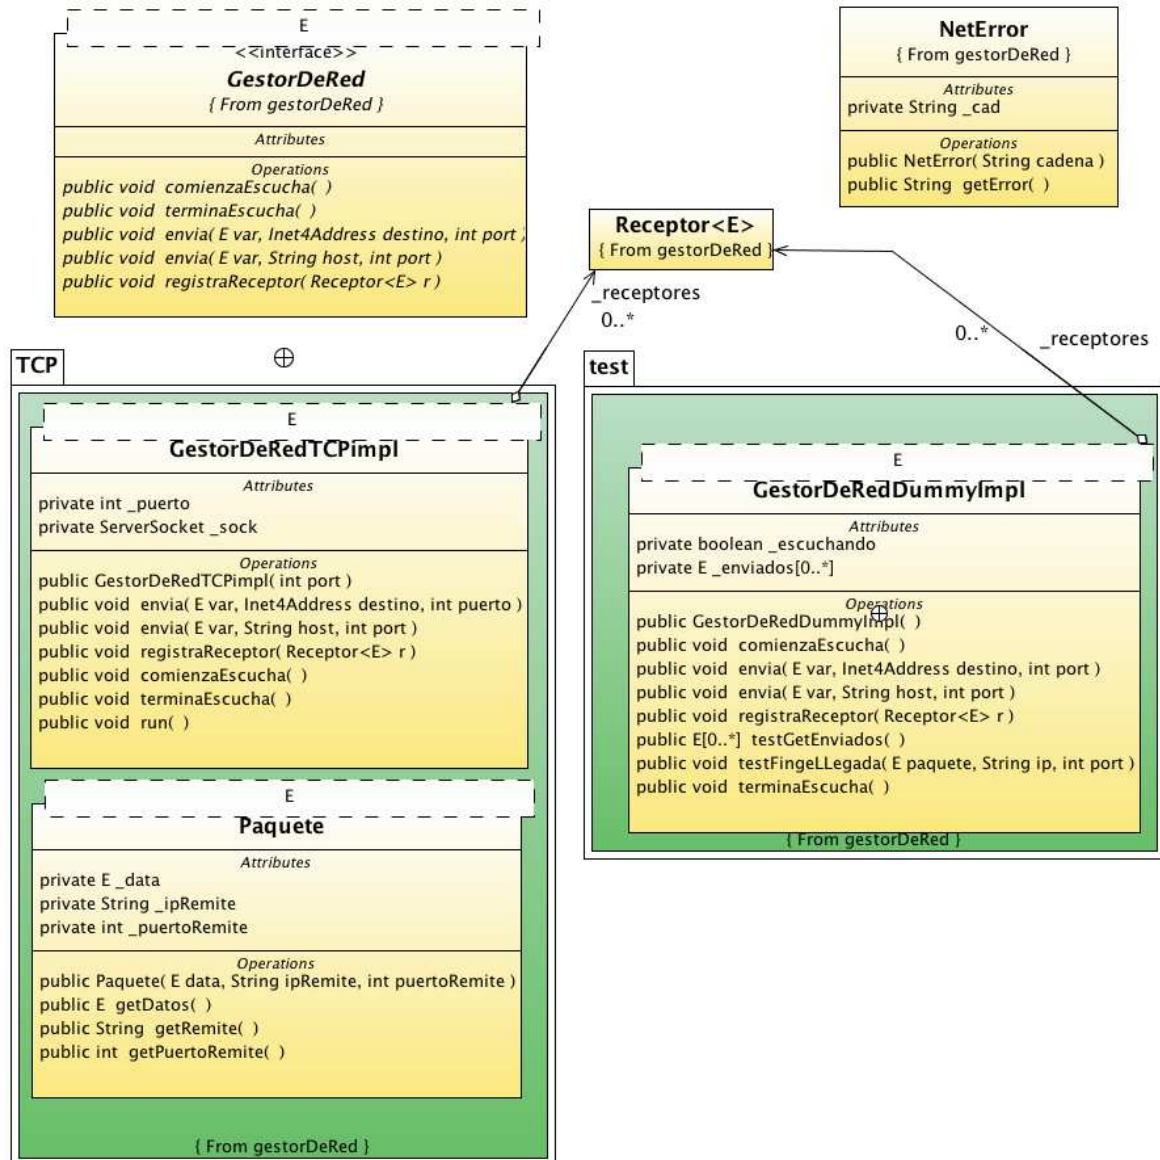 E
<<interface>>
GestorDeRed
{ From gestorDeRed }
Attributes
Operations
public void comienzaEscucha( )
public void terminaEscucha( )
public void envia( E var, Inet4Address destino, int port )
public void envia( E var, String host, int port )
public void registraReceptor( Receptor<E> r )
NetError
{ From gestorDeRed }
Attributes
private String _cad
Operations
public NetError( String cadena )
public String getError( )
Receptor<E>
{ From gestorDeRed }
_receptores
0..*
0..*
_receptores
TCP
E
GestorDeRedTCPimpl
Attributes
private int _puerto
private ServerSocket _sock
Operations
public GestorDeRedTCPimpl( int port )
public void envia( E var, Inet4Address destino, int puerto )
public void envia( E var, String host, int port )
public void registraReceptor( Receptor<E> r )
public void comienzaEscucha( )
public void terminaEscucha( )
public void run( )
E
Paquete
Attributes
private E _data
private String _ipRemite
private int _puertoRemite
Operations
public Paquete( E data, String ipRemite, int puertoRemite )
public E getDatos( )
public String getRemite( )
public int getPuertoRemite( )
{ From gestorDeRed }
test
E
GestorDeRedDummyImpl
Attributes
private boolean _escuchando
private E _enviados[0..*]
Operations
public GestorDeRedDummyImpl( )
public void comienzaEscucha( )
public void envia( E var, Inet4Address destino, int port )
public void envia( E var, String host, int port )
public void registraReceptor( Receptor<E> r )
public E[0..*] testGetEnviados( )
public void testFingeLLegada( E paquete, String ip, int port )
public void terminaEscucha( )
{ From gestorDeRed }